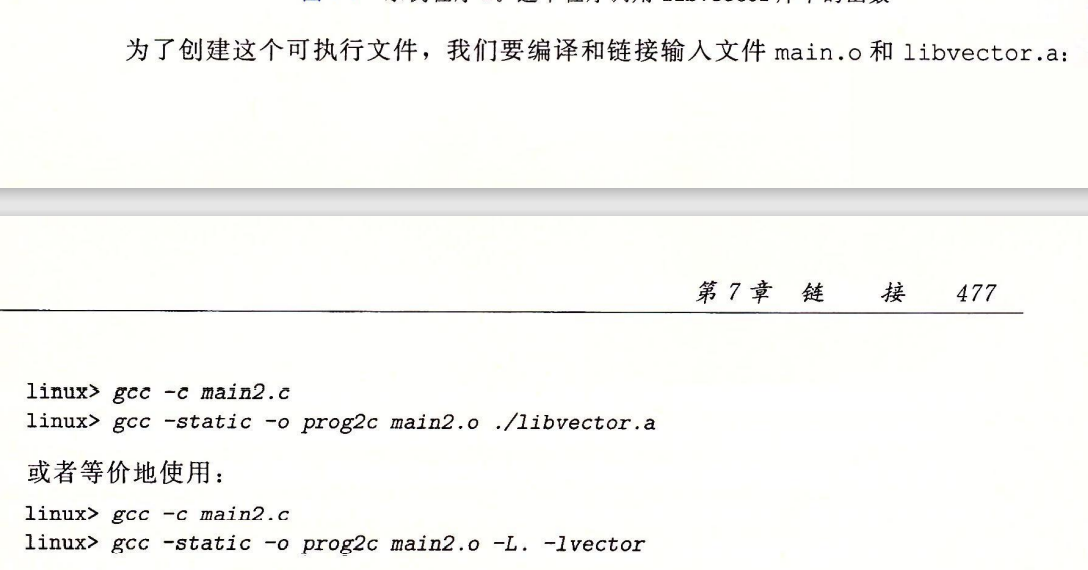 为了创建这个可执行文件，我们要编译和链接输入文件 main.o 和 libvector.a：
第 7 章 链 接 477
linux> gcc -c main2.c
linux> gcc -static -o prog2c main2.o ./libvector.a
或者等价地使用：
linux> gcc -c main2.c
linux> gcc -static -o prog2c main2.o -L. -lvector